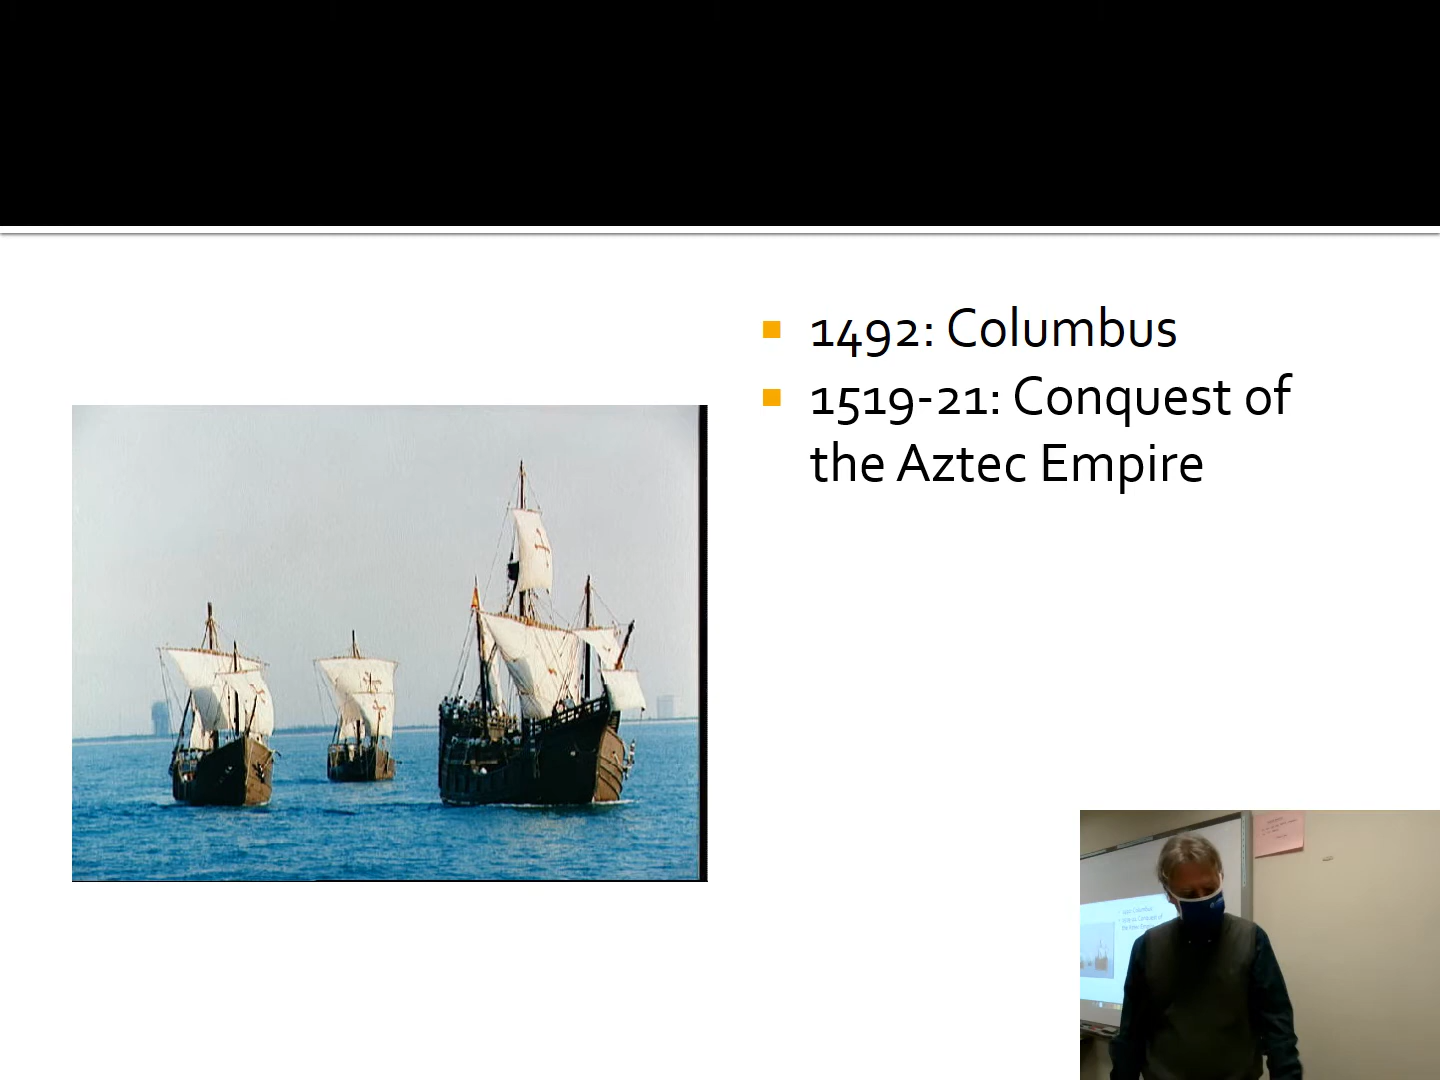 1492: Columbus
1519-21: Conquest of
the Aztec Empire